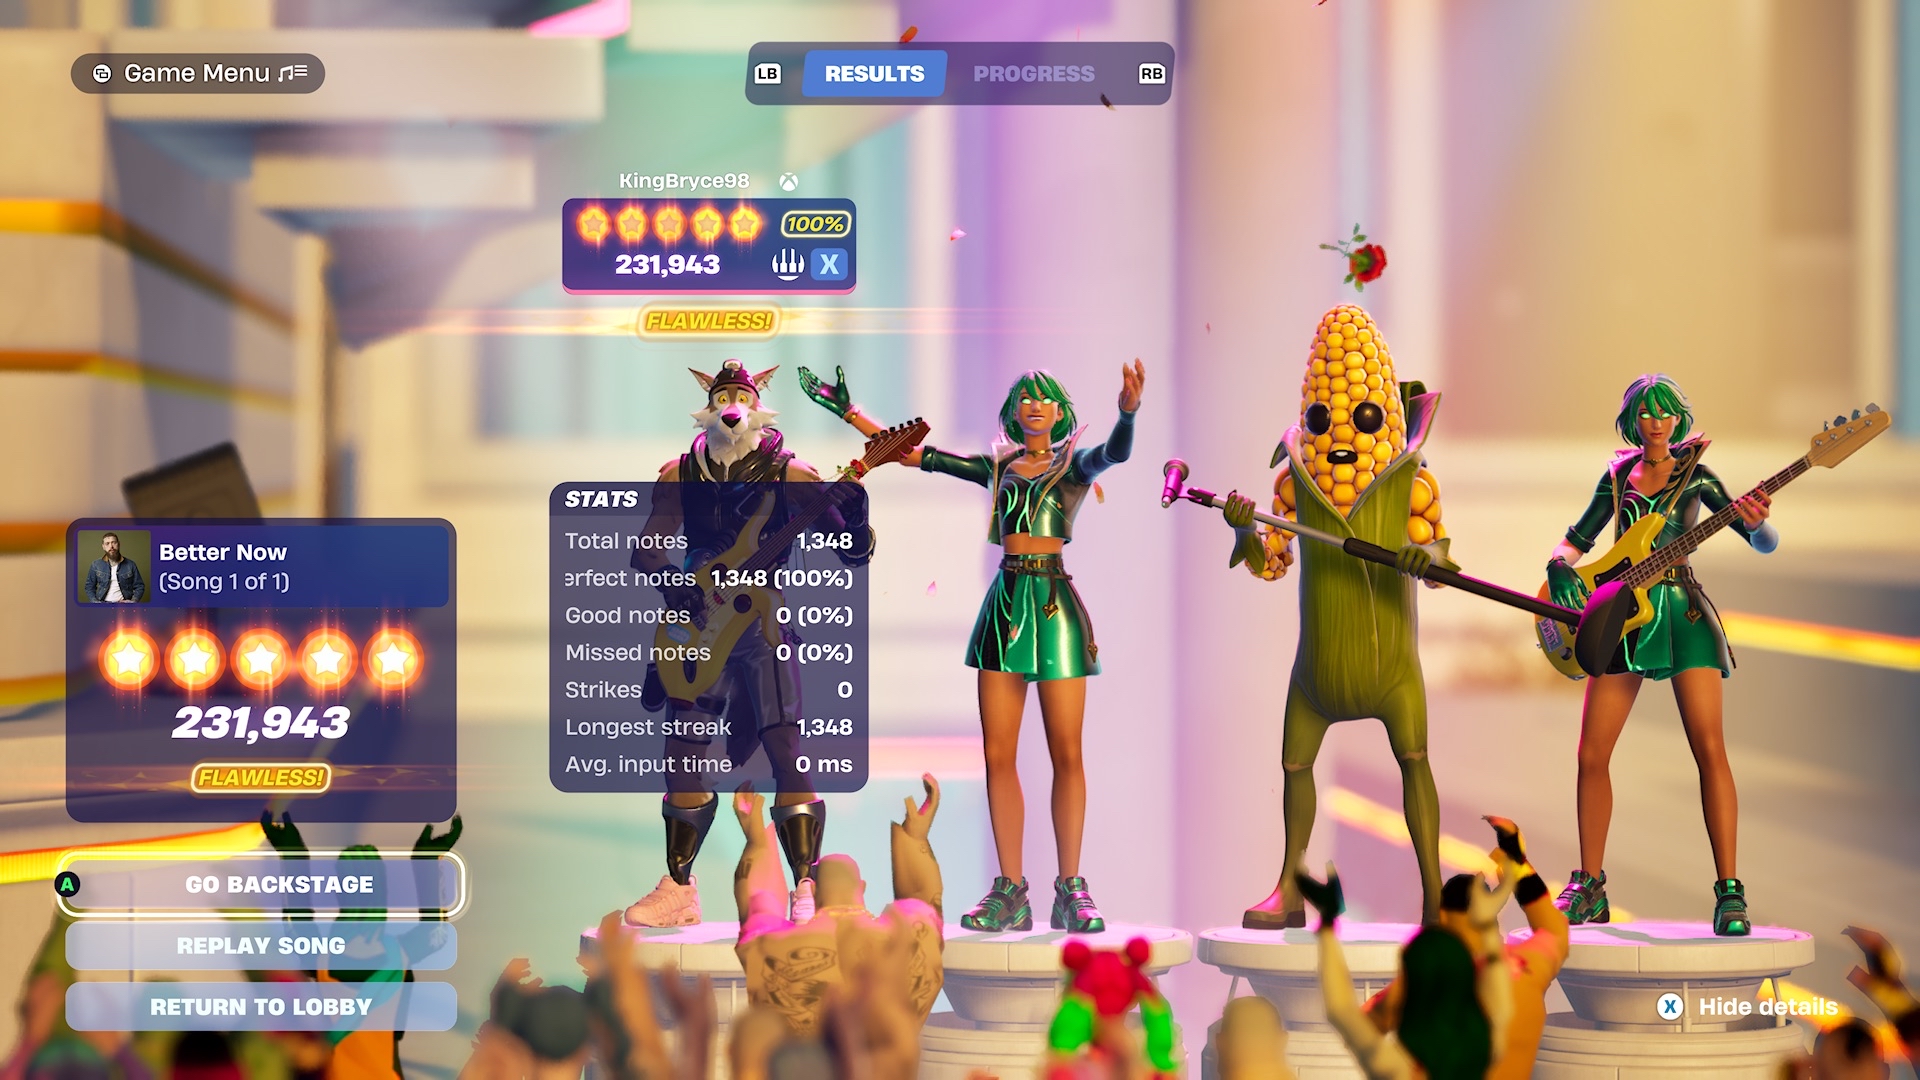 Game Menu
LB RESULTS PROGRESS RB
KingBryce98
100%
231,943 X
FLAWLESS!
STATS
Total notes 1,348
erfect notes 1,348 (100%)
Good notes 0 (0%)
Missed notes 0 (0%)
Strikes 0
Longest streak 1,348
Avg. input time 0 ms
Better Now
(Song 1 of 1)
231,943
FLAWLESS!
A GO BACKSTAGE
REPLAY SONG
RETURN TO LOBBY
X Hide details